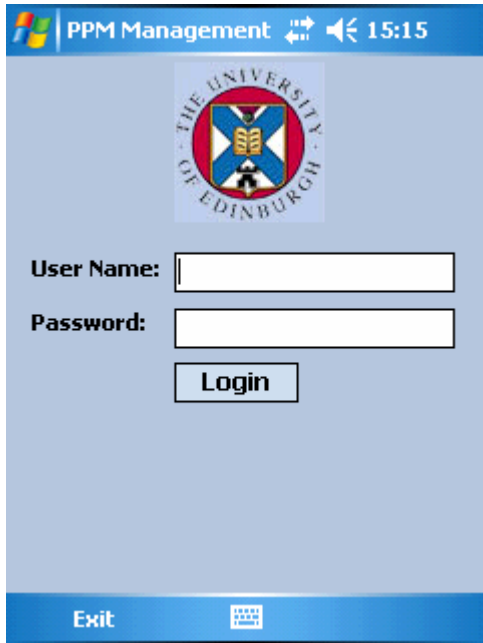 PPM Management 15:15
THE UNIVERSITY OF EDINBURGH
User Name:
Password:
Login
Exit